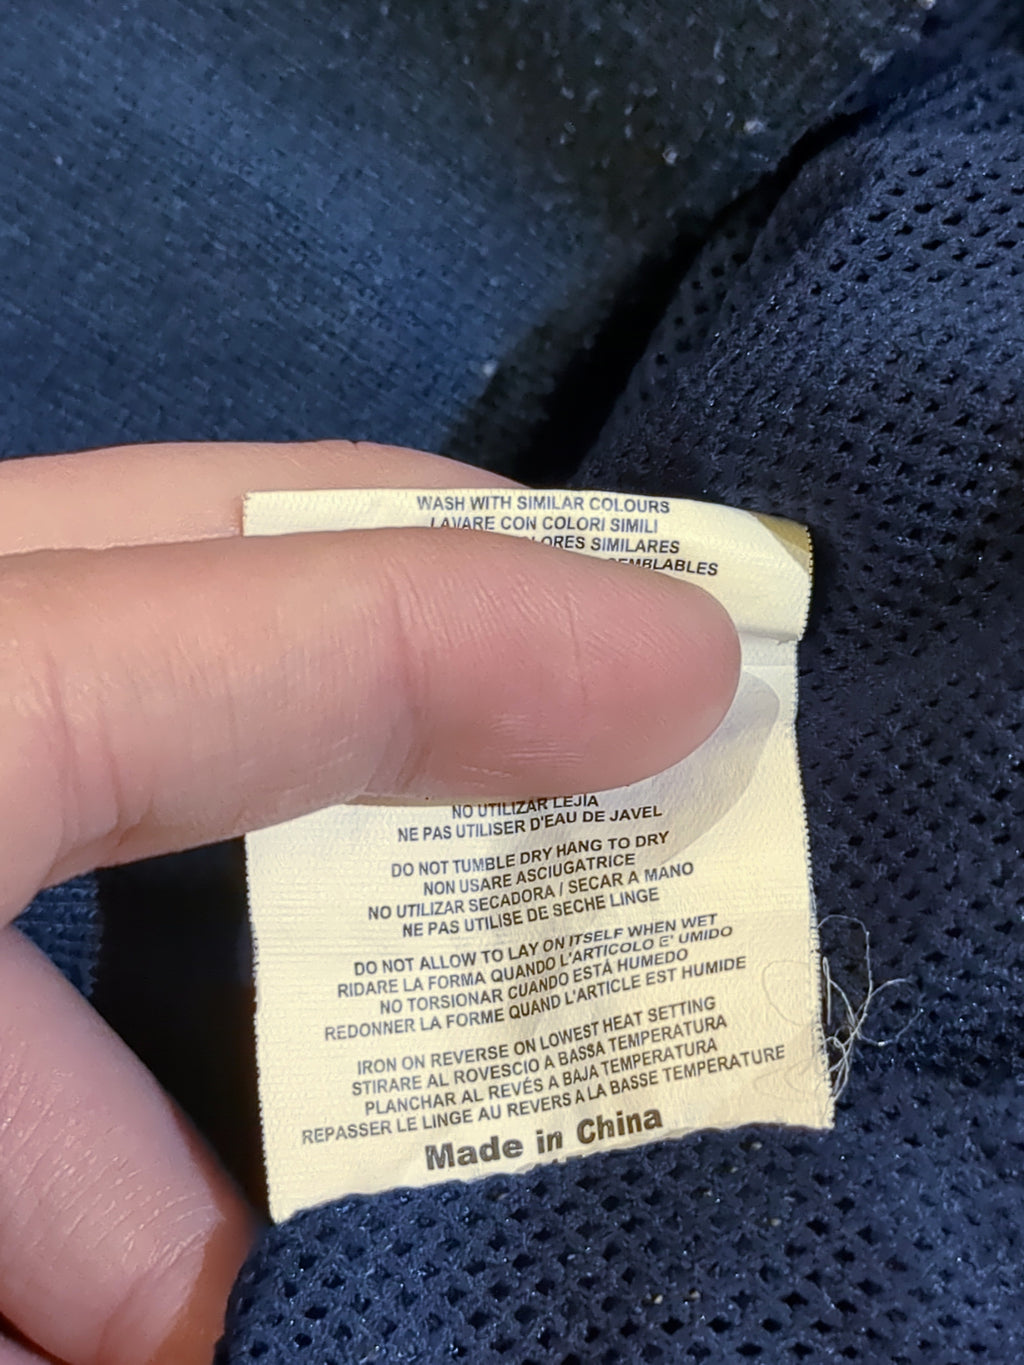 WASH WITH SIMILAR COLOURS
LAVARE CON COLORI SIMILI
SIMILARES
NO UTILIZAR LEJIA
NE PAS UTILISER D'EAU DE JAVEL
DO NOT TUMBLE DRY HANG TO DRY
NON USARE ASCIUGATRICE
NO UTILIZAR SECADORA / SECAR A MANO
NE PAS UTILISE DE SECHE LINGE
DO NOT ALLOW TO LAY ON ITSELF WHEN WET
RIDARE LA FORMA QUANDO L'ARTICOLO E' UMIDO
NO TORSIONAR CUANDO ESTÁ HUMEDO
REDONNER LA FORME QUAND L'ARTICLE EST HUMIDE
IRON ON REVERSE ON LOWEST HEAT SETTING
STIRARE AL ROVESCIO A BASSA TEMPERATURA
PLANCHAR AL REVÉS A BAJA TEMPERATURA
REPASSER LE LINGE AU REVERS A LA BASSE TEMPERATURE
Made in China